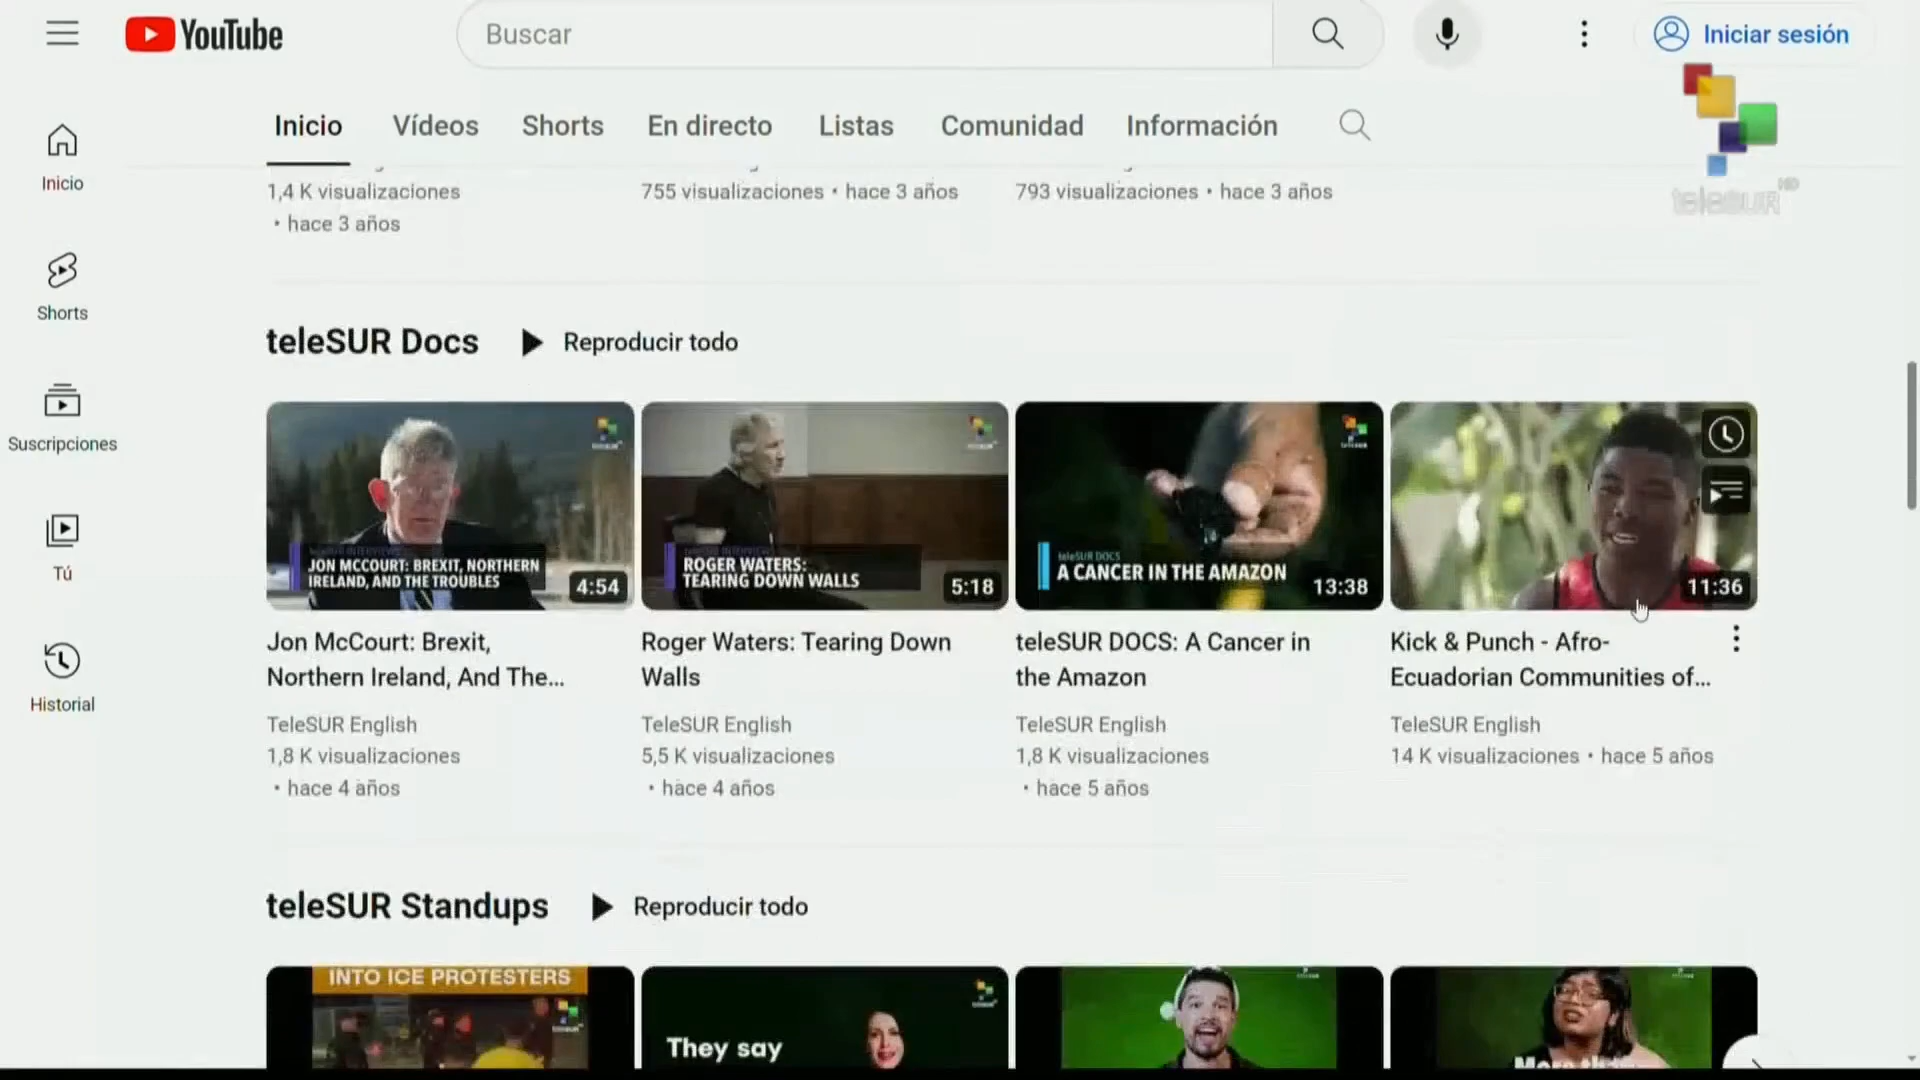 YouTube
Buscar
Iniciar sesión
Inicio
Vídeos
Shorts
En directo
Listas
Comunidad
Información
teleSUR HD
Inicio
Shorts
Suscripciones
Tú
Historial
1,4 K visualizaciones
• hace 3 años
755 visualizaciones • hace 3 años
793 visualizaciones • hace 3 años
teleSUR Docs
Reproducir todo
JON MCCOURT: BREXIT, NORTHERN
IRELAND, AND THE TROUBLES
4:54
ROGER WATERS:
TEARING DOWN WALLS
5:18
teleSUR DOCS
A CANCER IN THE AMAZON
13:38
11:36
Jon McCourt: Brexit,
Northern Ireland, And The...
TeleSUR English
1,8 K visualizaciones
• hace 4 años
Roger Waters: Tearing Down
Walls
TeleSUR English
5,5 K visualizaciones
• hace 4 años
teleSUR DOCS: A Cancer in
the Amazon
TeleSUR English
1,8 K visualizaciones
• hace 5 años
Kick & Punch - Afro-
Ecuadorian Communities of...
TeleSUR English
14 K visualizaciones • hace 5 años
teleSUR Standups
Reproducir todo
INTO ICE PROTESTERS
They say